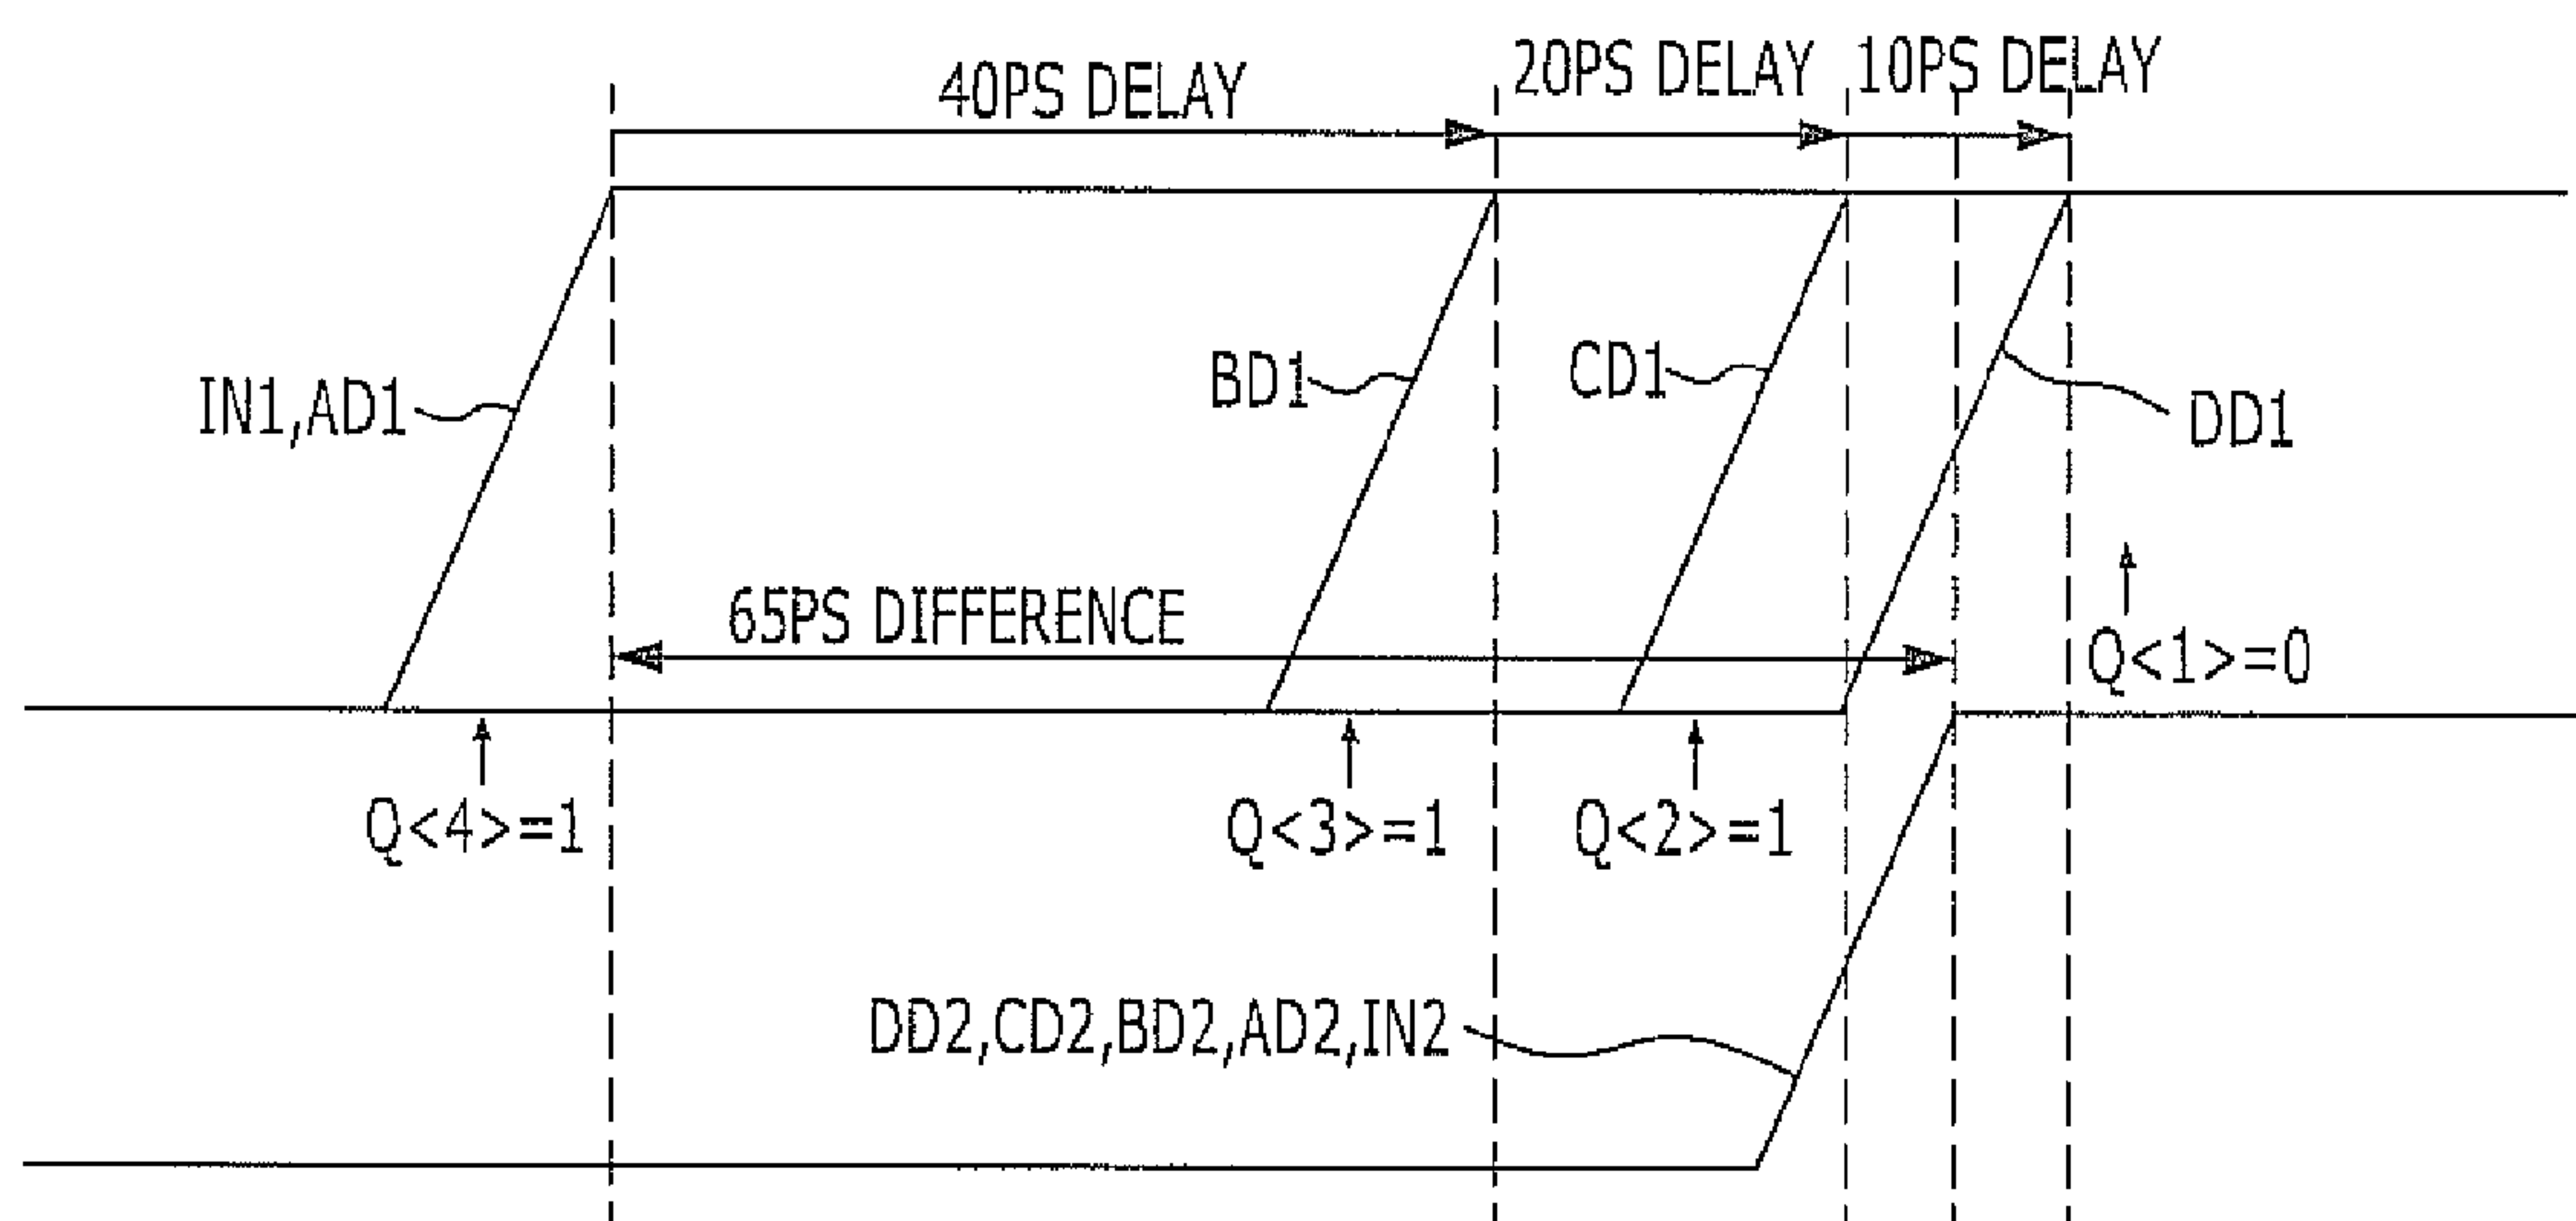 40PS DELAY
20PS DELAY
10PS DELAY
IN1,AD1
BD1
CD1
DD1
65PS DIFFERENCE
Q<1>=0
Q<4>=1
Q<3>=1
Q<2>=1
DD2,CD2,BD2,AD2,IN2